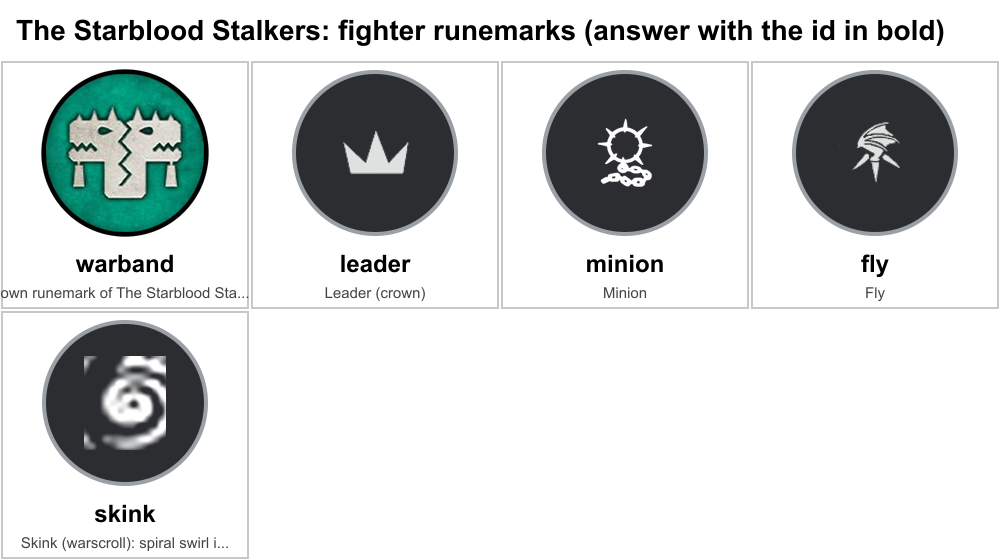 The Starblood Stalkers: fighter runemarks (answer with the id in bold)
warband
leader
minion
fly
own runemark of The Starblood Sta...
Leader (crown)
Minion
Fly
skink
Skink (warscroll): spiral swirl i...